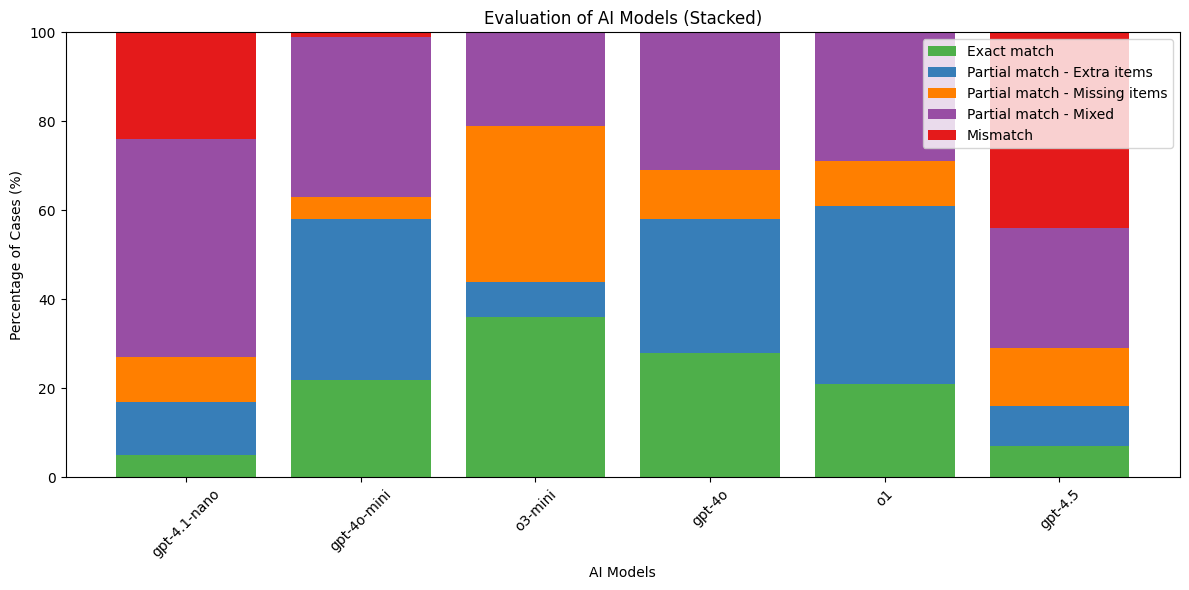 Evaluation of AI Models (Stacked)
Percentage of Cases (%)
100
80
60
40
20
0
Exact match
Partial match - Extra items
Partial match - Missing items
Partial match - Mixed
Mismatch
gpt-4.1-nano
gpt-4o-mini
o3-mini
gpt-4o
o1
gpt-4.5
AI Models